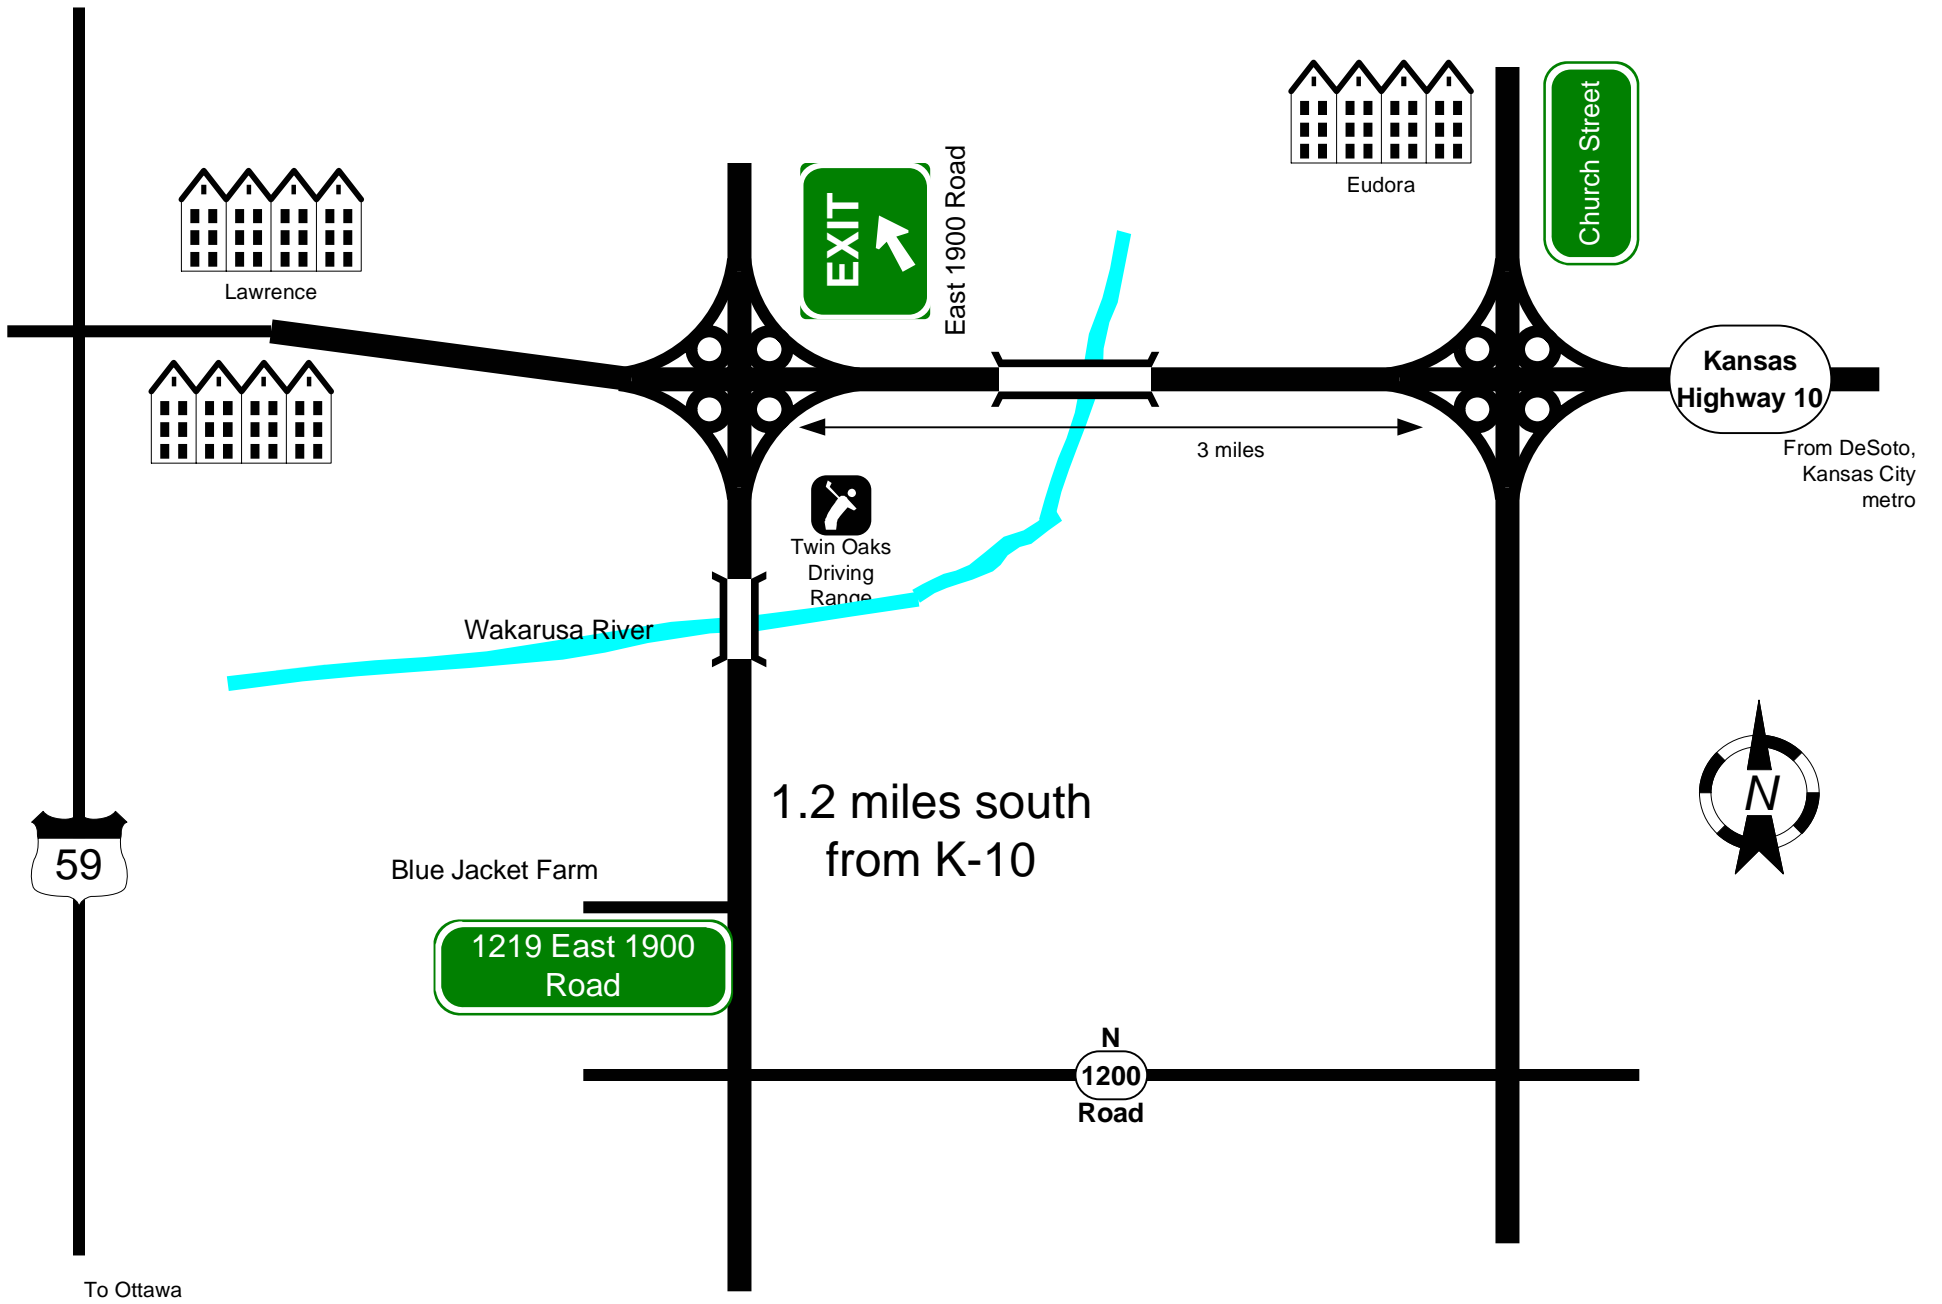 Church Street
Eudora
EXIT
East 1900 Road
Lawrence
Kansas
Highway 10
3 miles
From DeSoto,
Kansas City
metro
Twin Oaks
Driving
Range
Wakarusa River
1.2 miles south
from K-10
N
59
Blue Jacket Farm
1219 East 1900
Road
N
1200
Road
To Ottawa